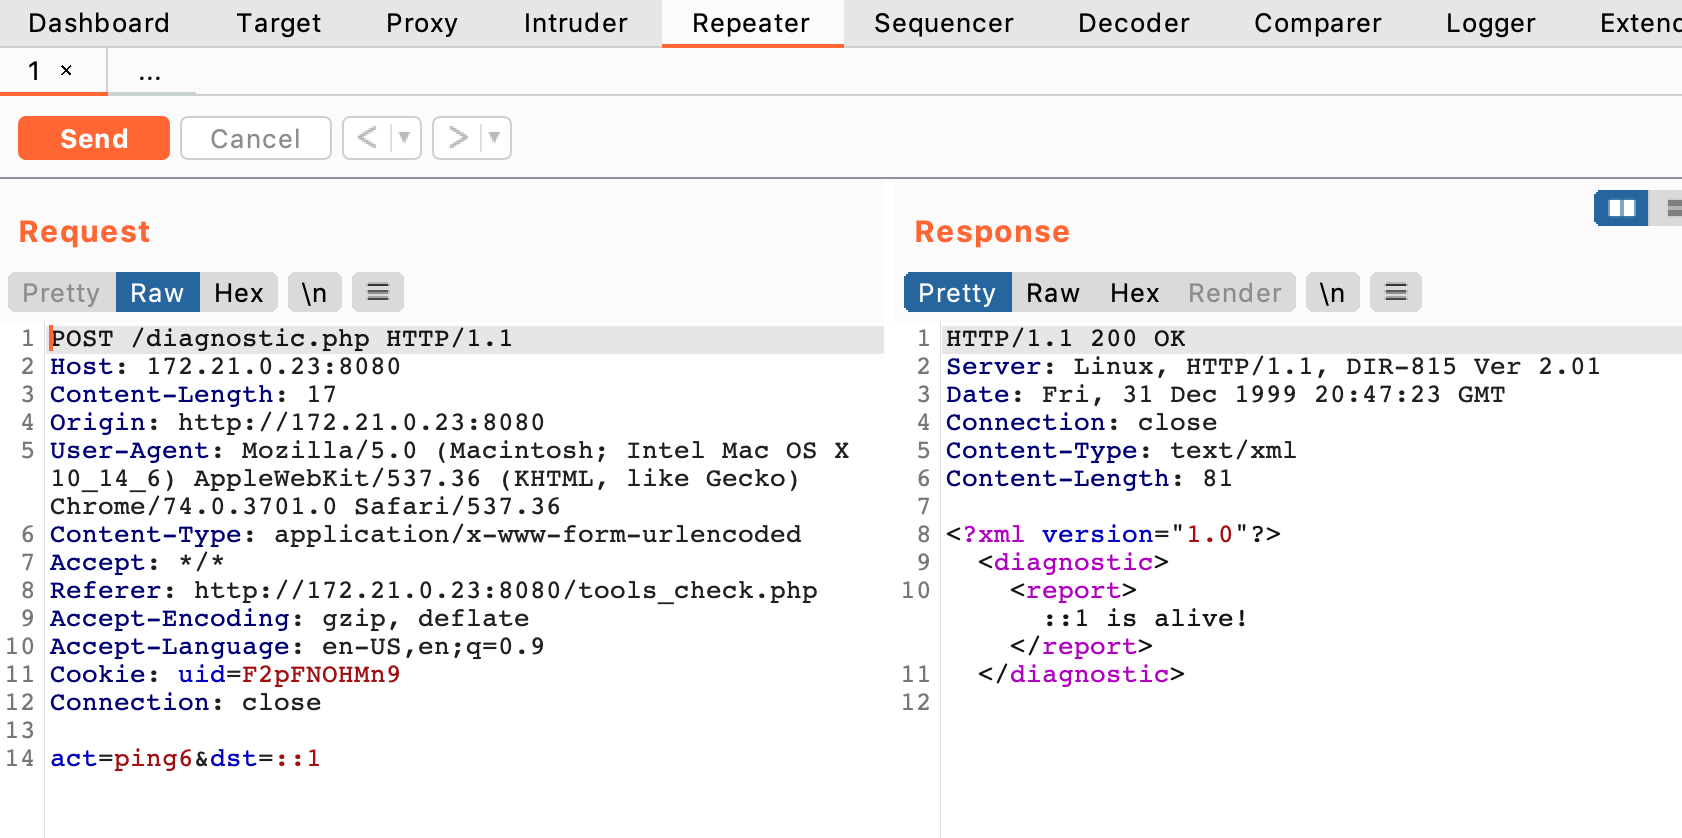 Dashboard Target Proxy Intruder Repeater Sequencer Decoder Comparer Logger Extend
1 × ...
Send Cancel < >
Request
Pretty Raw Hex \n
1 POST /diagnostic.php HTTP/1.1
2 Host: 172.21.0.23:8080
3 Content-Length: 17
4 Origin: http://172.21.0.23:8080
5 User-Agent: Mozilla/5.0 (Macintosh; Intel Mac OS X
10_14_6) AppleWebKit/537.36 (KHTML, like Gecko)
Chrome/74.0.3701.0 Safari/537.36
6 Content-Type: application/x-www-form-urlencoded
7 Accept: */*
8 Referer: http://172.21.0.23:8080/tools_check.php
9 Accept-Encoding: gzip, deflate
10 Accept-Language: en-US,en;q=0.9
11 Cookie: uid=F2pFNOHMn9
12 Connection: close
13
14 act=ping6&dst=::1
Response
Pretty Raw Hex Render \n
1 HTTP/1.1 200 OK
2 Server: Linux, HTTP/1.1, DIR-815 Ver 2.01
3 Date: Fri, 31 Dec 1999 20:47:23 GMT
4 Connection: close
5 Content-Type: text/xml
6 Content-Length: 81
7
8 <?xml version="1.0"?>
9 <diagnostic>
10 <report>
::1 is alive!
</report>
11 </diagnostic>
12